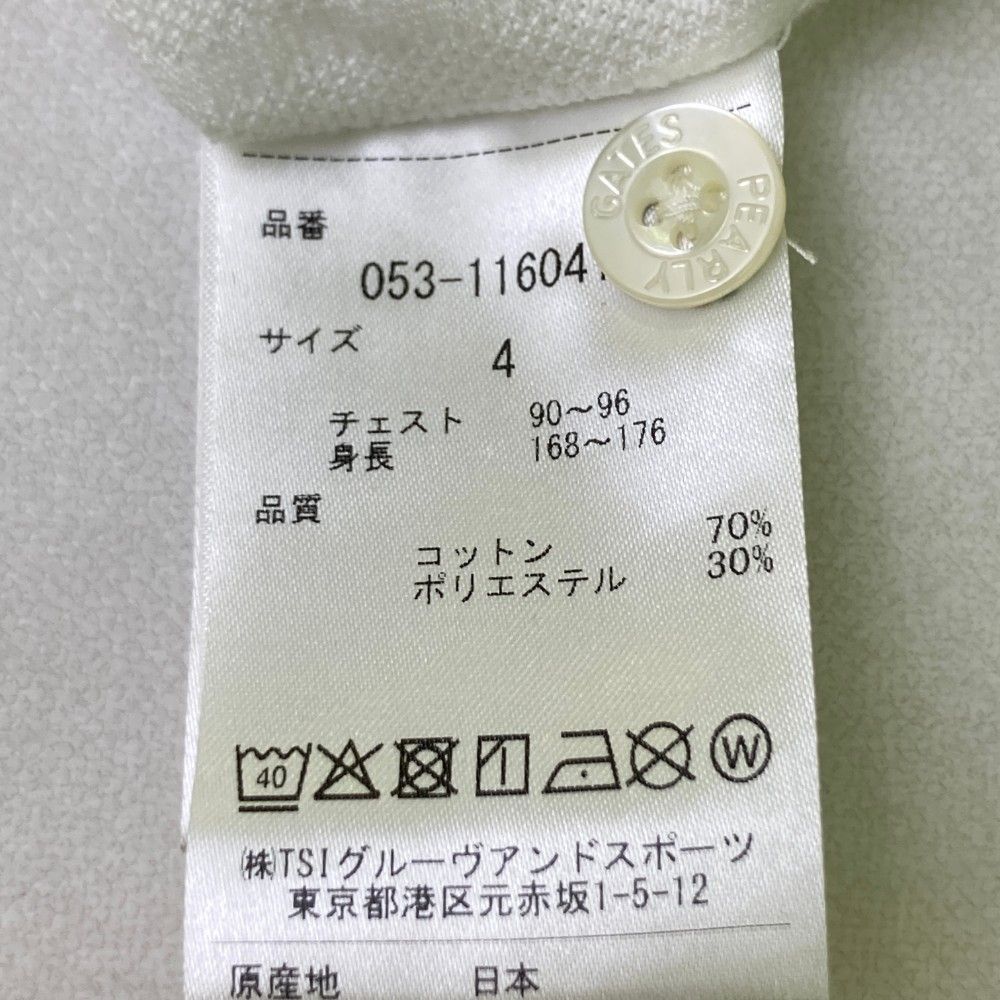 品番
053-11604
サイズ
4
チェスト 90～96
身長 168～176
品質
コットン 70%
ポリエステル 30%
40
W
㈱TSIグルーヴアンドスポーツ
東京都港区元赤坂1-5-12
原産地 日本
PEARLY GATES